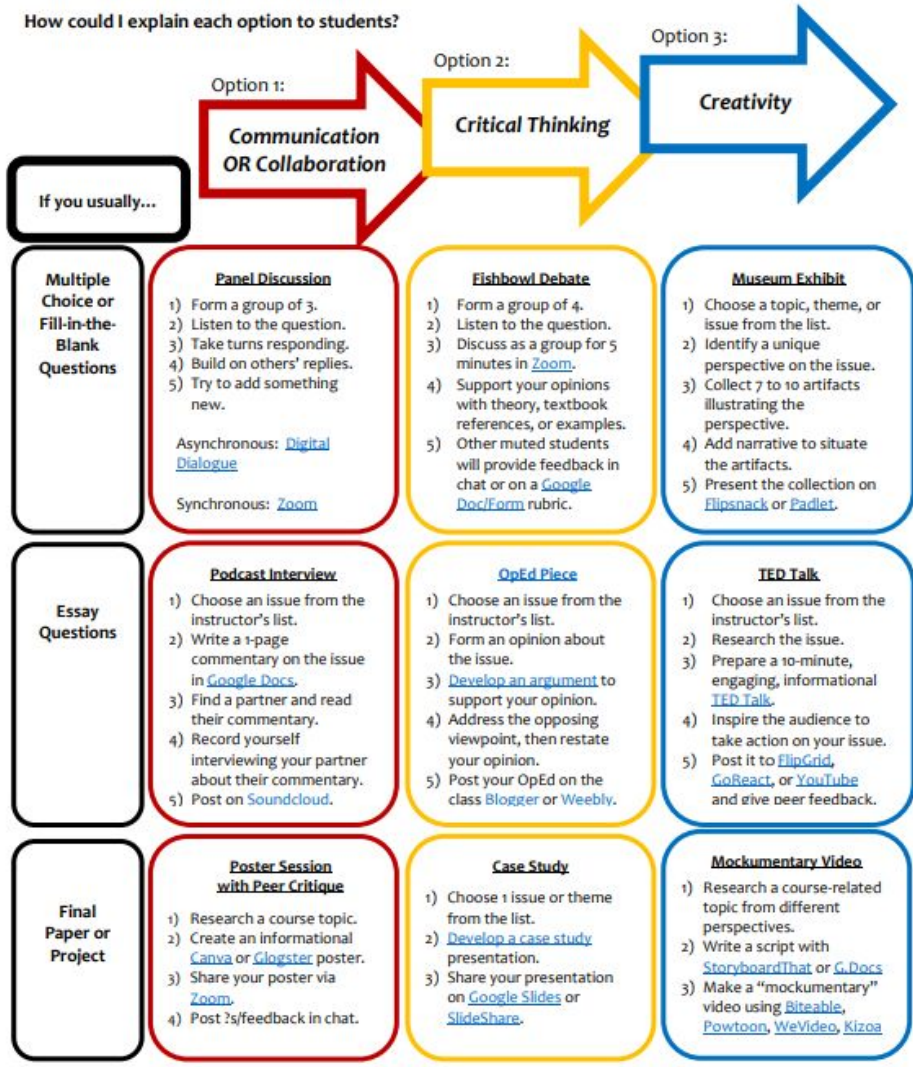 How could I explain each option to students?
Option 1:
Communication
OR Collaboration
Option 2:
Critical Thinking
Option 3:
Creativity
If you usually...
Multiple
Choice or
Fill-in-the-
Blank
Questions
Panel Discussion
1) Form a group of 3.
2) Listen to the question.
3) Take turns responding.
4) Build on others' replies.
5) Try to add something
new.
Asynchronous: Digital
Dialogue
Synchronous: Zoom
Fishbowl Debate
1) Form a group of 4.
2) Listen to the question.
3) Discuss as a group for 5
minutes in Zoom.
4) Support your opinions
with theory, textbook
references, or examples.
5) Other muted students
will provide feedback in
chat or on a Google
Doc/Form rubric.
Museum Exhibit
1) Choose a topic, theme, or
issue from the list.
2) Identify a unique
perspective on the issue.
3) Collect 7 to 10 artifacts
illustrating the
perspective.
4) Add narrative to situate
the artifacts.
5) Present the collection on
Flipsnack or Padlet.
Essay
Questions
Podcast Interview
1) Choose an issue from the
instructor's list.
2) Write a 1-page
commentary on the issue
in Google Docs.
3) Find a partner and read
their commentary.
4) Record yourself
interviewing your partner
about their commentary.
5) Post on Soundcloud.
OpEd Piece
1) Choose an issue from the
instructor's list.
2) Form an opinion about
the issue.
3) Develop an argument to
support your opinion.
4) Address the opposing
viewpoint, then restate
your opinion.
5) Post your OpEd on the
class Blogger or Weebly.
TED Talk
1) Choose an issue from the
instructor's list.
2) Research the issue.
3) Prepare a 10-minute,
engaging, informational
TED Talk.
4) Inspire the audience to
take action on your issue.
5) Post it to FlipGrid,
GoReact, or YouTube
and give peer feedback.
Final
Paper or
Project
Poster Session
with Peer Critique
1) Research a course topic.
2) Create an informational
Canva or Glogster poster.
3) Share your poster via
Zoom.
4) Post ?s/feedback in chat.
Case Study
1) Choose 1 issue or theme
from the list.
2) Develop a case study
presentation.
3) Share your presentation
on Google Slides or
SlideShare.
Mockumentary Video
1) Research a course-related
topic from different
perspectives.
2) Write a script with
StoryboardThat or G.Docs
3) Make a "mockumentary"
video using Biteable,
Powtoon, WeVideo, Kizoa